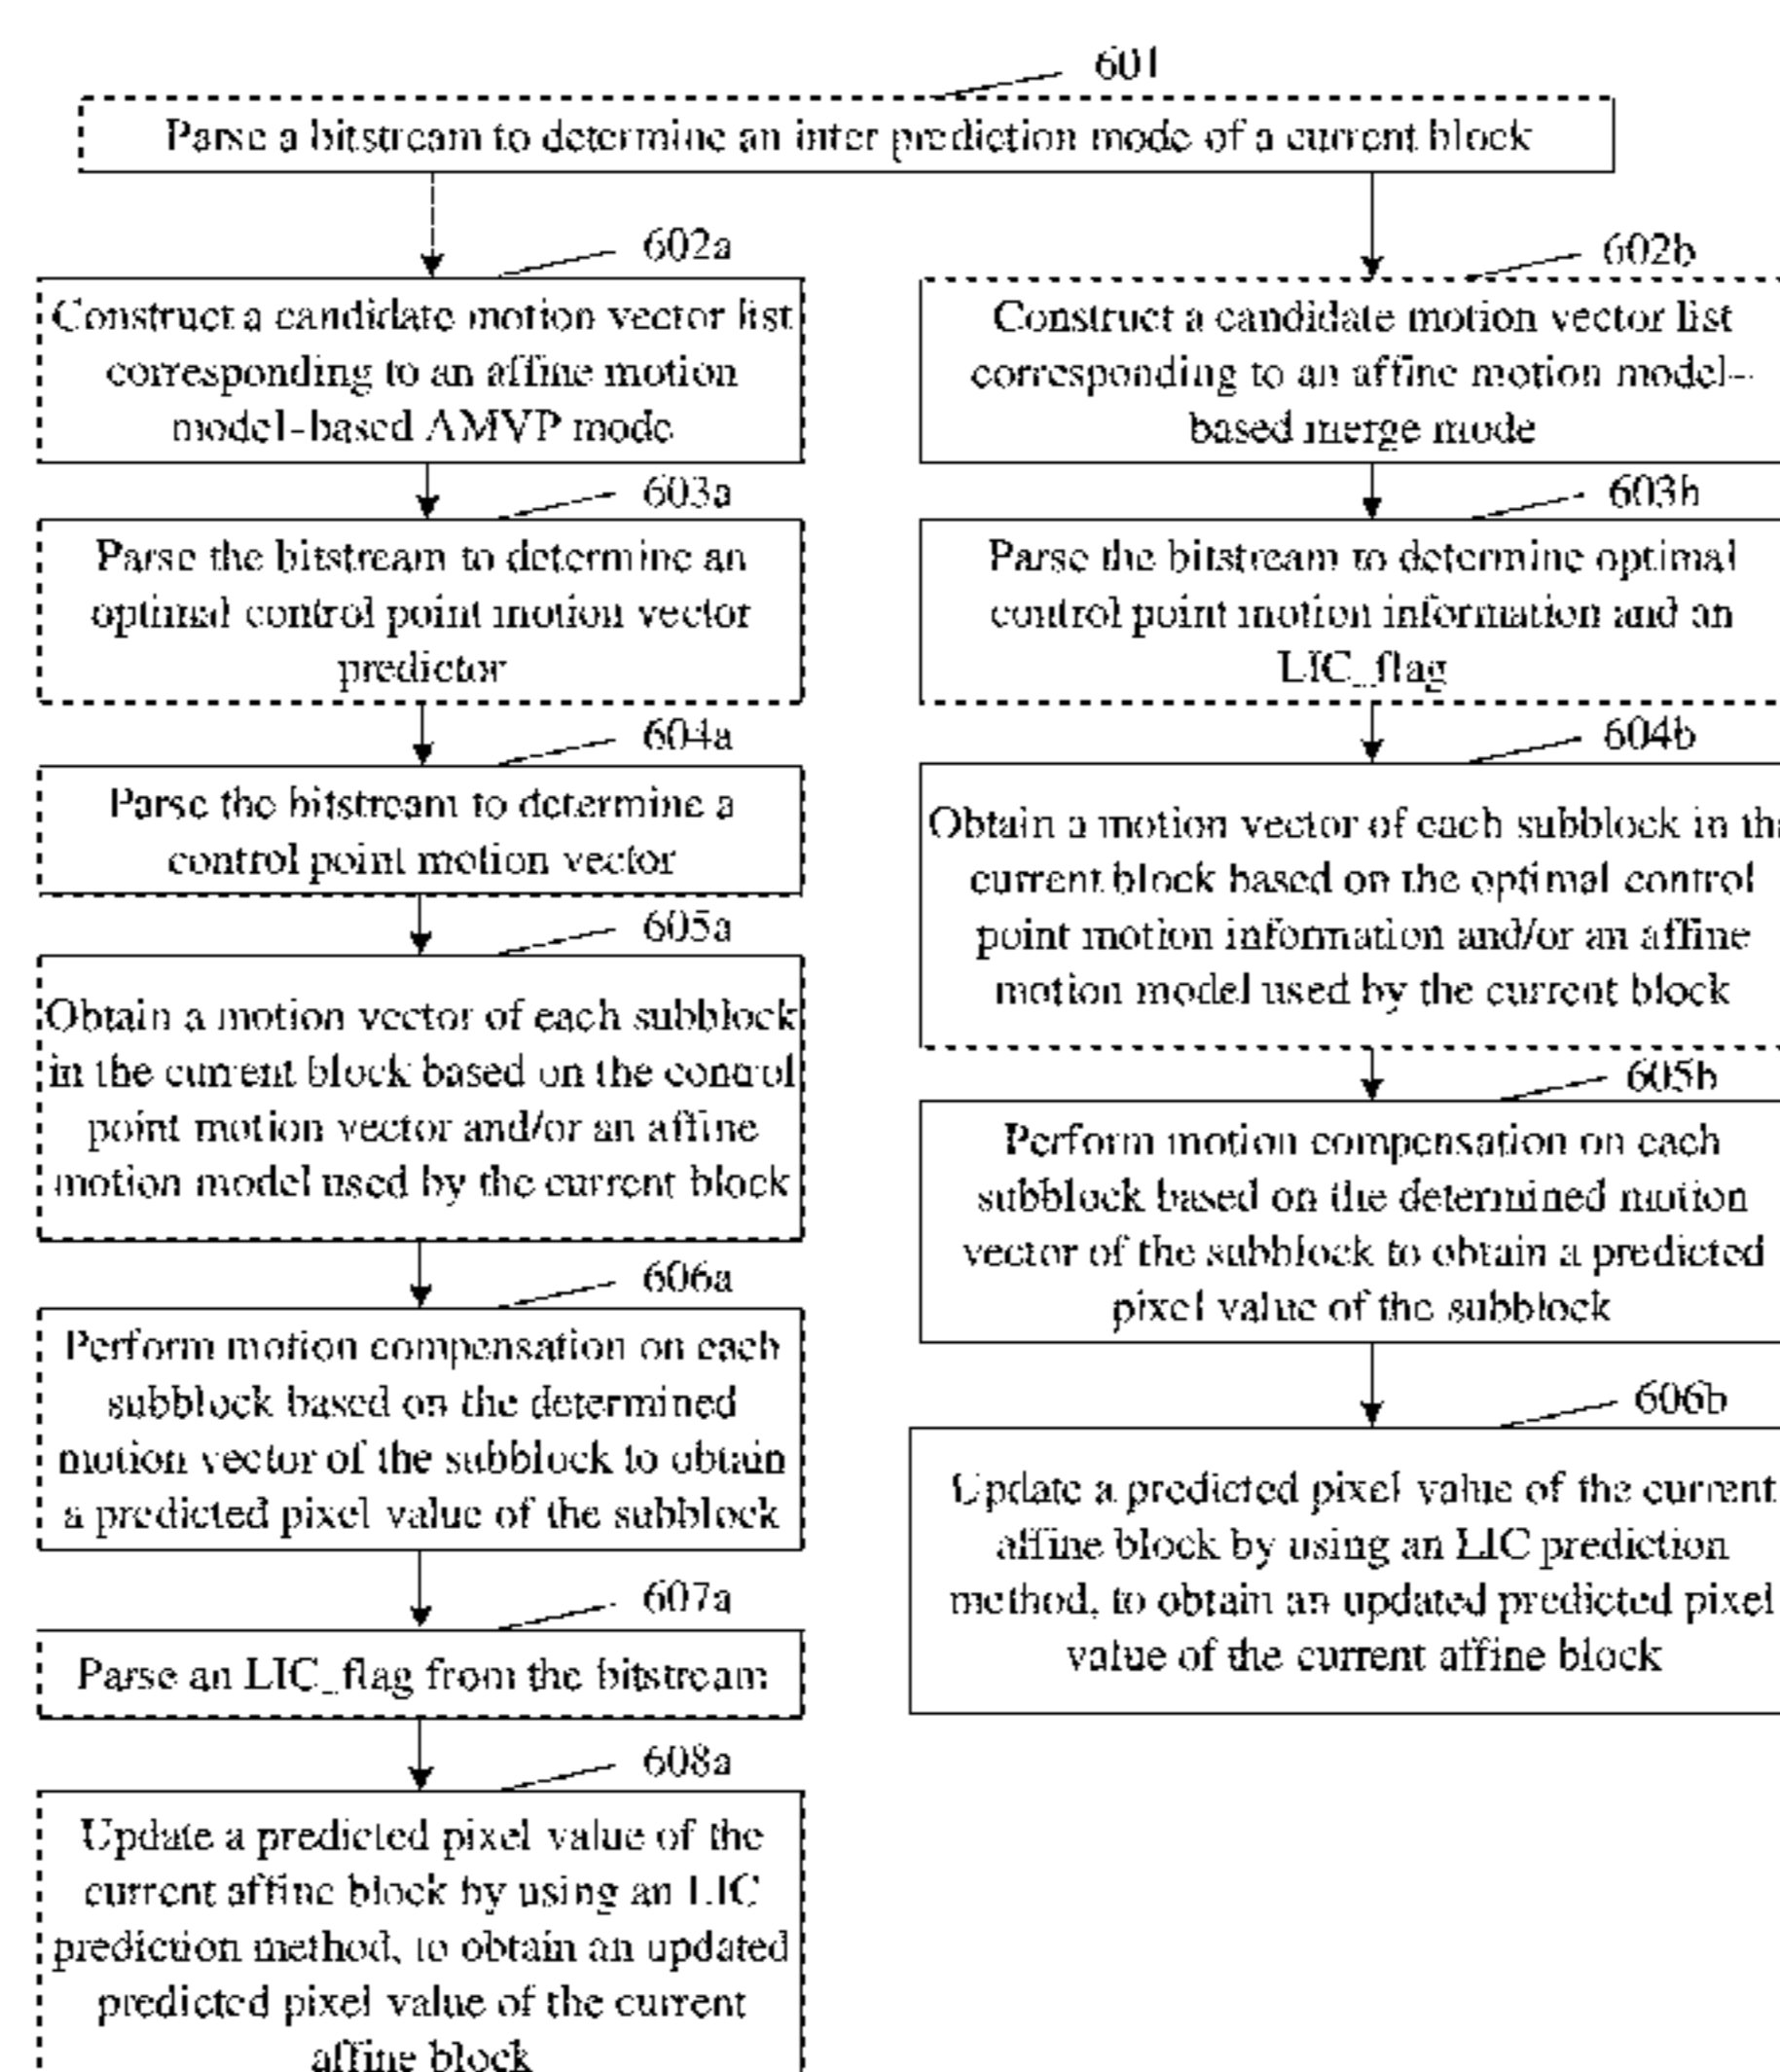 601
Parse a bitstream to determine an inter prediction mode of a current block
602a
Construct a candidate motion vector list
corresponding to an affine motion
model-based AMVP mode
603a
Parse the bitstream to determine an
optimal control point motion vector
predictor
604a
Parse the bitstream to determine a
control point motion vector
605a
Obtain a motion vector of each subblock
in the current block based on the control
point motion vector and/or an affine
motion model used by the current block
606a
Perform motion compensation on each
subblock based on the determined
motion vector of the subblock to obtain
a predicted pixel value of the subblock
607a
Parse an LIC_flag from the bitstream
608a
Update a predicted pixel value of the
current affine block by using an LIC
prediction method, to obtain an updated
predicted pixel value of the current
affine block
602b
Construct a candidate motion vector list
corresponding to an affine motion model-
based merge mode
603b
Parse the bitstream to determine optimal
control point motion information and an
LIC_flag
604b
Obtain a motion vector of each subblock in the
current block based on the optimal control
point motion information and/or an affine
motion model used by the current block
605b
Perform motion compensation on each
subblock based on the determined motion
vector of the subblock to obtain a predicted
pixel value of the subblock
606b
Update a predicted pixel value of the current
affine block by using an LIC prediction
method, to obtain an updated predicted pixel
value of the current affine block